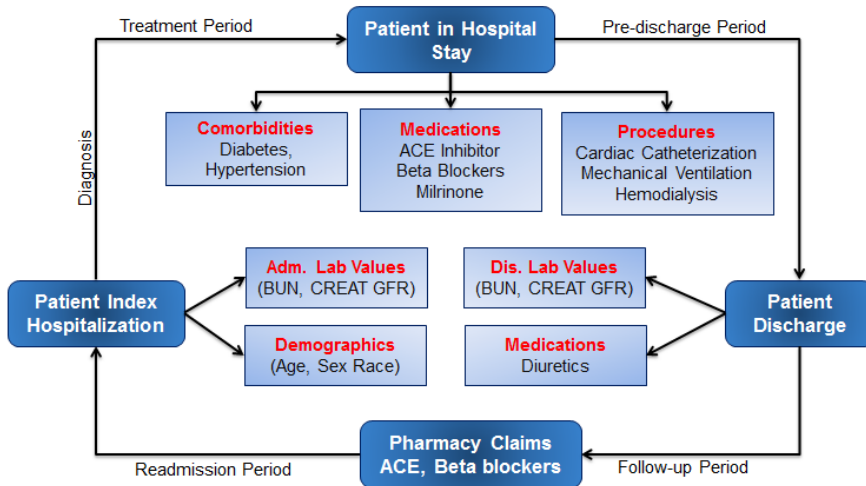 Treatment Period
Patient in Hospital
Stay
Pre-discharge Period
Diagnosis
Comorbidities
Diabetes,
Hypertension
Medications
ACE Inhibitor
Beta Blockers
Milrinone
Procedures
Cardiac Catheterization
Mechanical Ventilation
Hemodialysis
Patient Index
Hospitalization
Adm. Lab Values
(BUN, CREAT GFR)
Demographics
(Age, Sex Race)
Dis. Lab Values
(BUN, CREAT GFR)
Medications
Diuretics
Patient
Discharge
Readmission Period
Pharmacy Claims
ACE, Beta blockers
Follow-up Period